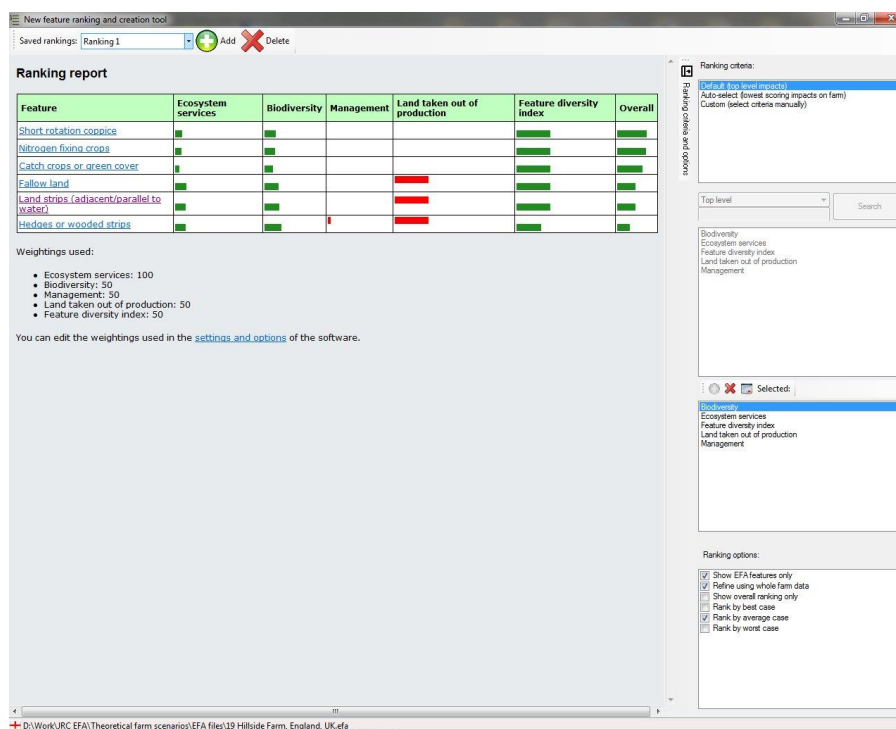 New feature ranking and creation tool
Saved rankings: Ranking 1 Add Delete
Ranking report
Feature Ecosystem services Biodiversity Management Land taken out of production Feature diversity index Overall
Short rotation coppice
Nitrogen fixing crops
Catch crops or green cover
Fallow land
Land strips (adjacent/parallel to water)
Hedges or wooded strips
Weightings used:
• Ecosystem services: 100
• Biodiversity: 50
• Management: 50
• Land taken out of production: 50
• Feature diversity index: 50
You can edit the weightings used in the settings and options of the software.
Ranking criteria and options
Ranking criteria:
Default (top level impacts)
Auto-select (lowest scoring impacts on farm)
Custom (select criteria manually)
Top level
Search
Biodiversity
Ecosystem services
Feature diversity index
Land taken out of production
Management
Selected:
Biodiversity
Ecosystem services
Feature diversity index
Land taken out of production
Management
Ranking options:
Show EFA features only
Refine using whole farm data
Show overall ranking only
Rank by best case
Rank by average case
Rank by worst case
D:\Work\JRC EFA\Theoretical farm scenarios\EFA files\19 Hillside Farm, England, UK.efa